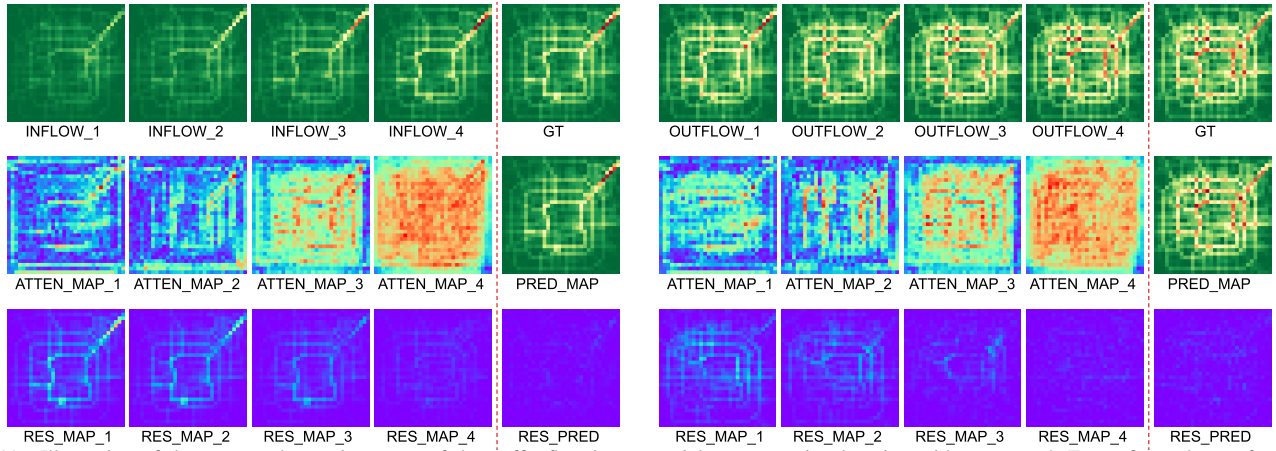 INFLOW_1 INFLOW_2 INFLOW_3 INFLOW_4 GT
OUTFLOW_1 OUTFLOW_2 OUTFLOW_3 OUTFLOW_4 GT
ATTEN_MAP_1 ATTEN_MAP_2 ATTEN_MAP_3 ATTEN_MAP_4 PRED_MAP
ATTEN_MAP_1 ATTEN_MAP_2 ATTEN_MAP_3 ATTEN_MAP_4 PRED_MAP
RES_MAP_1 RES_MAP_2 RES_MAP_3 RES_MAP_4 RES_PRED
RES_MAP_1 RES_MAP_2 RES_MAP_3 RES_MAP_4 RES_PRED